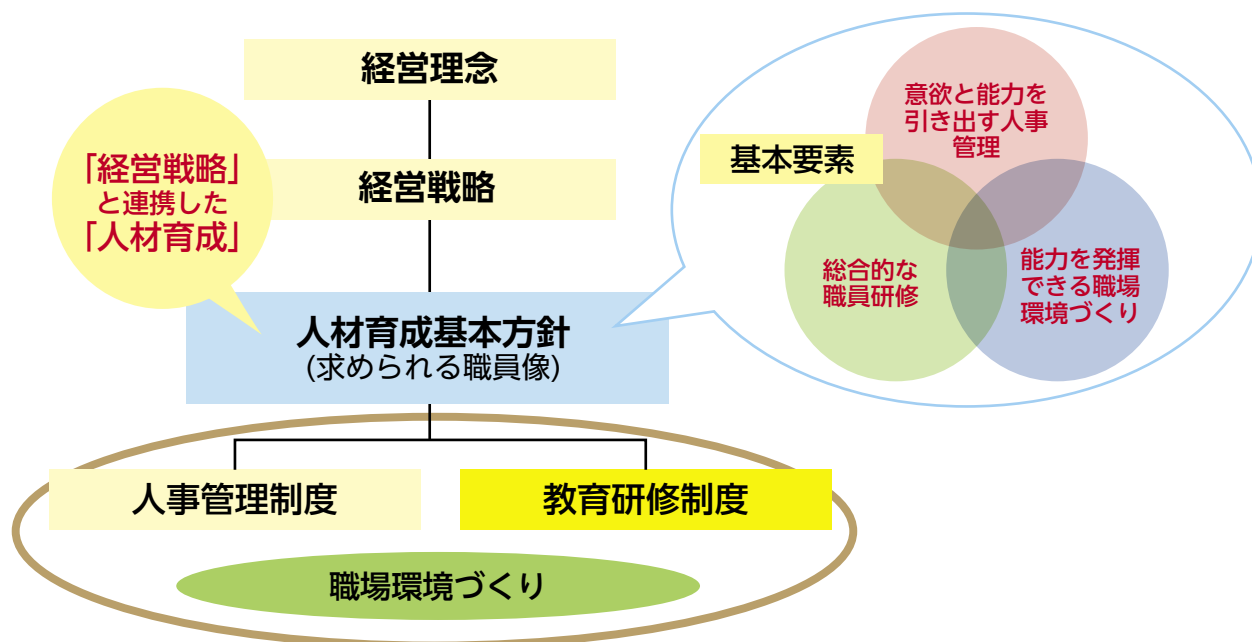 経営理念
経営戦略
「経営戦略」
と連携した
「人材育成」
人材育成基本方針
(求められる職員像)
基本要素
意欲と能力を
引き出す人事
管理
総合的な
職員研修
能力を発揮
できる職場
環境づくり
人事管理制度
教育研修制度
職場環境づくり